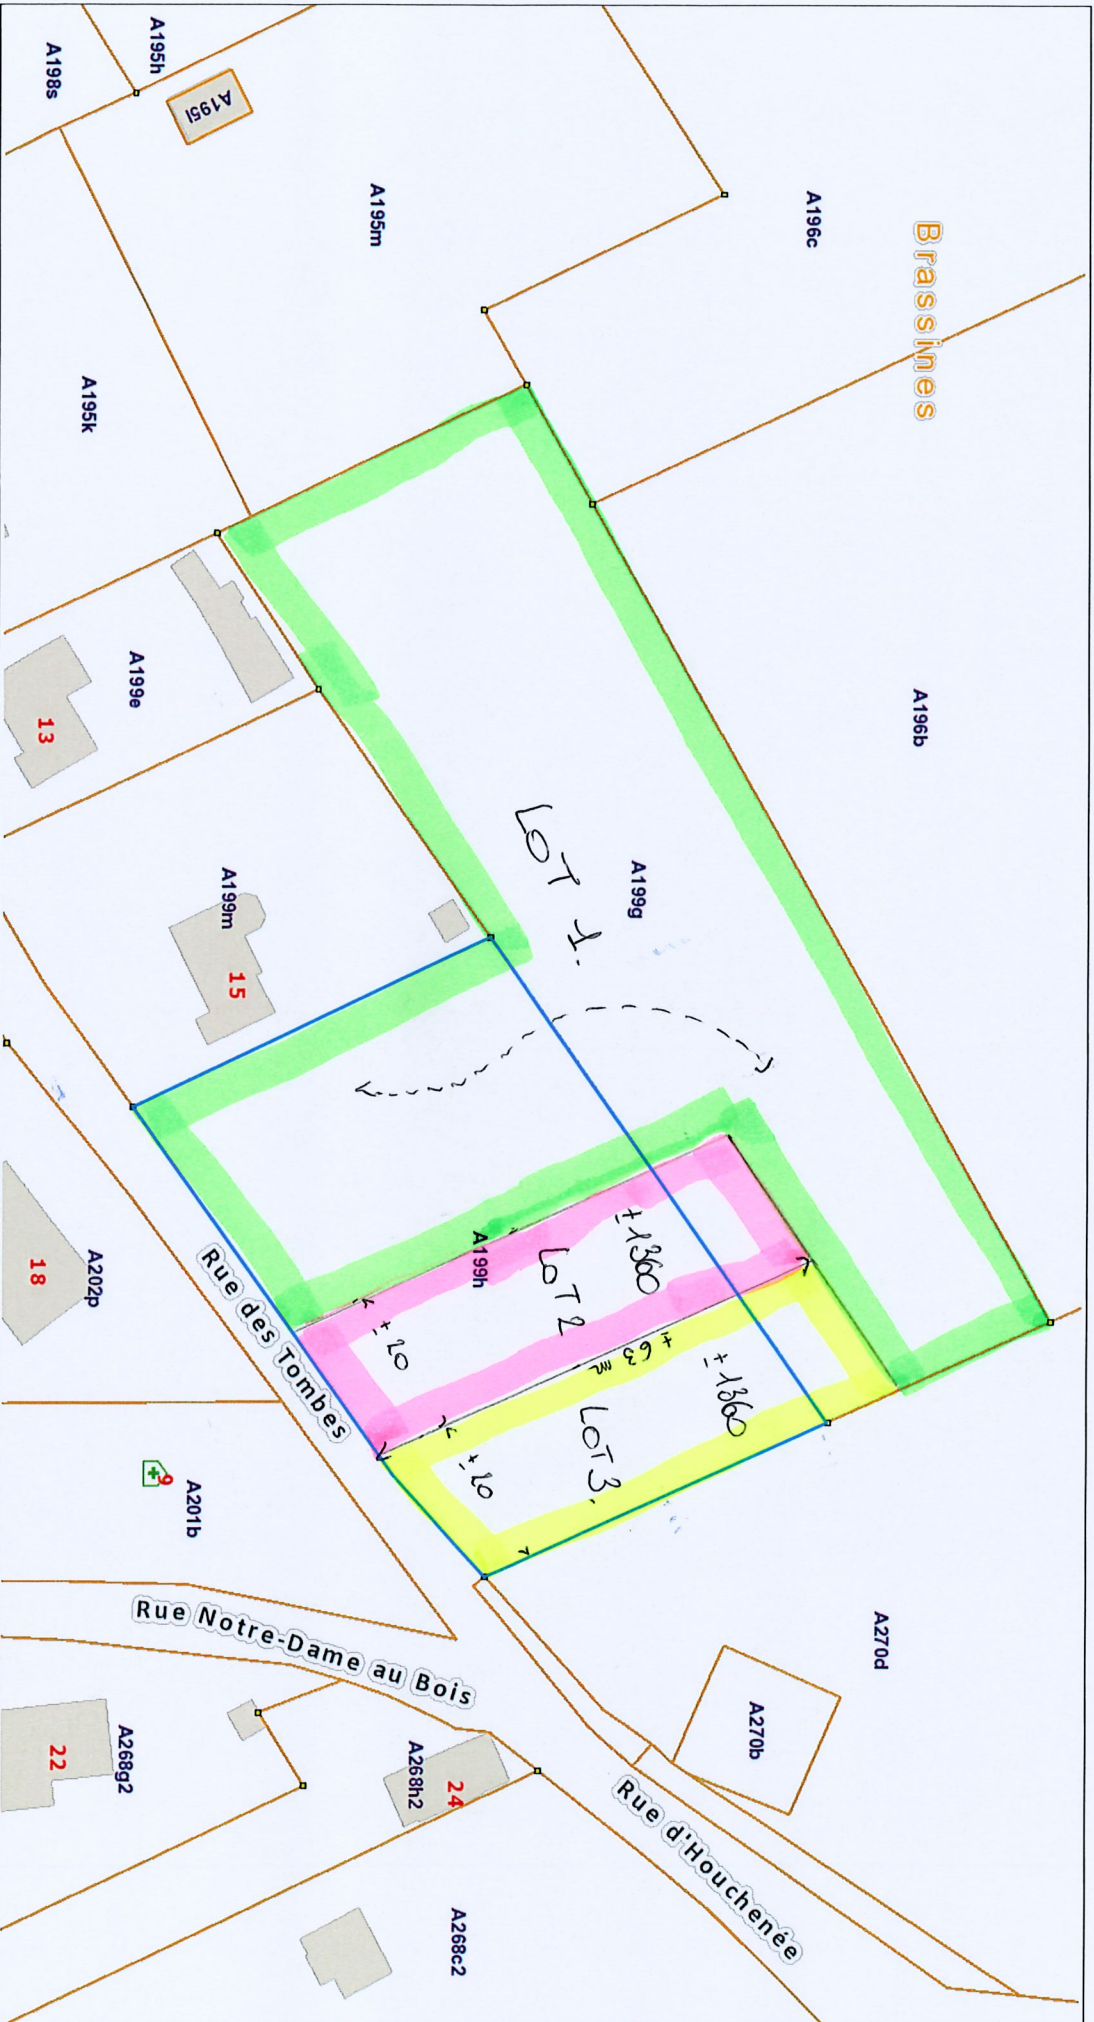 Brassines
A196c
A196b
A195h
A198s
A195l
A195m
A195k
A199e
13
A199g
LOT 1.
A199m
15
A199h
LOT 2
±1360
± 20
± 63 m
LOT 3.
±1360
± 20
A202p
18
Rue des Tombes
A201b
9
Rue Notre-Dame au Bois
A270d
A270b
Rue d'Houchenée
A268g2
22
A268h2
24
A268c2